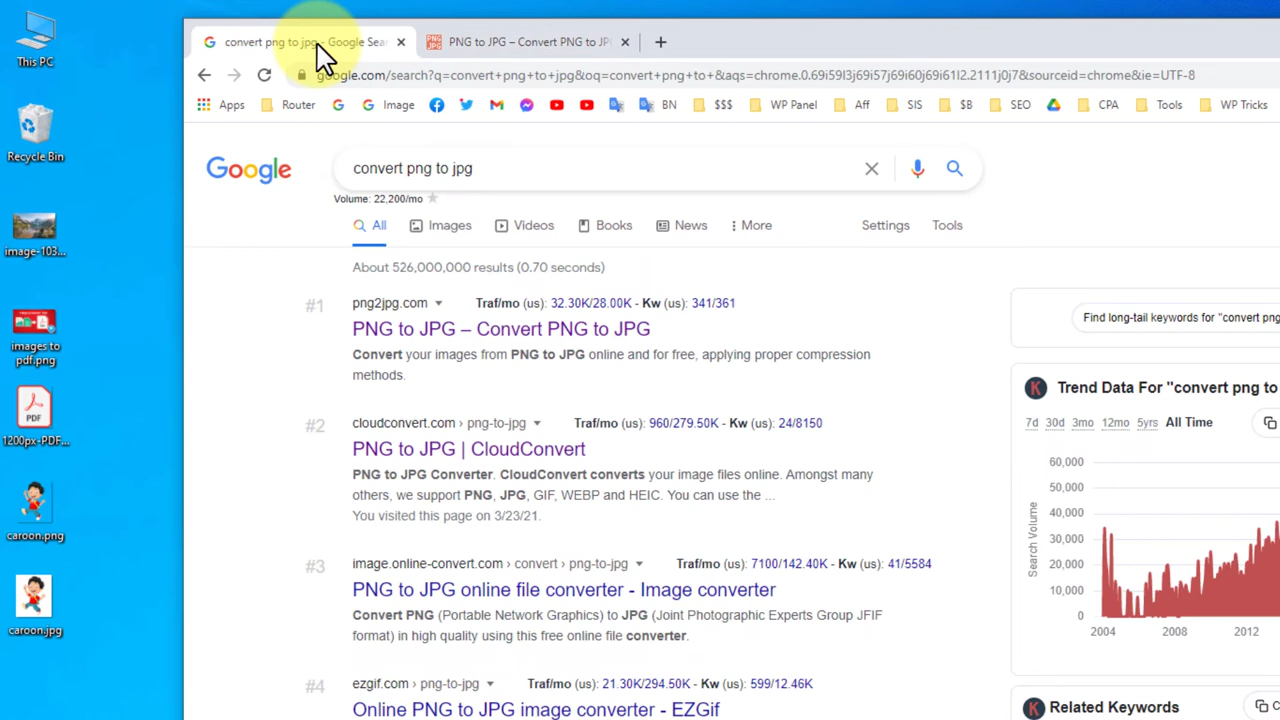 This PC
Recycle Bin
image-103...
images to
pdf.png
PDF
1200px-PDF...
caroon.png
caroon.jpg
convert png to jpg - Google Sear
PNG to JPG – Convert PNG to JPG
google.com/search?q=convert+png+to+jpg&oq=convert+png+to+&aqs=chrome.0.69i59l3j69i57j69i60j69i61l2.2111j0j7&sourceid=chrome&ie=UTF-8
Apps Router Image BN $$$ WP Panel Aff SIS $B SEO CPA Tools WP Tricks
Google
convert png to jpg
Volume: 22,200/mo
All Images Videos Books News More Settings Tools
About 526,000,000 results (0.70 seconds)
#1
png2jpg.com Traf/mo (us): 32.30K/28.00K - Kw (us): 341/361
PNG to JPG – Convert PNG to JPG
Convert your images from PNG to JPG online and for free, applying proper compression
methods.
#2
cloudconvert.com › png-to-jpg Traf/mo (us): 960/279.50K - Kw (us): 24/8150
PNG to JPG | CloudConvert
PNG to JPG Converter. CloudConvert converts your image files online. Amongst many
others, we support PNG, JPG, GIF, WEBP and HEIC. You can use the ...
You visited this page on 3/23/21.
#3
image.online-convert.com › convert › png-to-jpg Traf/mo (us): 7100/142.40K - Kw (us): 41/5584
PNG to JPG online file converter - Image converter
Convert PNG (Portable Network Graphics) to JPG (Joint Photographic Experts Group JFIF
format) in high quality using this free online file converter.
#4
ezgif.com › png-to-jpg Traf/mo (us): 21.30K/294.50K - Kw (us): 599/12.46K
Online PNG to JPG image converter - EZGif
Find long-tail keywords for "convert png
K
Trend Data For "convert png to
7d 30d 3mo 12mo 5yrs All Time
Search Volume
60,000
50,000
40,000
30,000
20,000
10,000
0
2004 2008 2012
K
Related Keywords